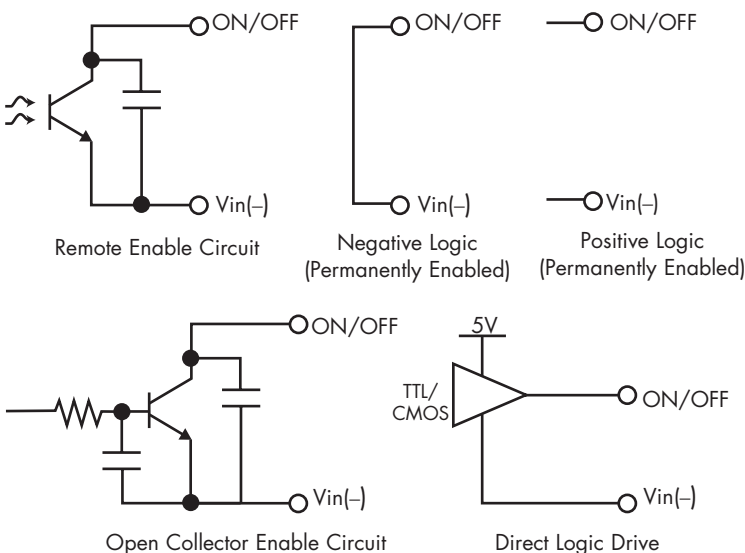 ON/OFF
Vin(–)
Remote Enable Circuit
ON/OFF
Vin(–)
Negative Logic
(Permanently Enabled)
ON/OFF
Vin(–)
Positive Logic
(Permanently Enabled)
ON/OFF
Vin(–)
Open Collector Enable Circuit
5V
TTL/
CMOS
ON/OFF
Vin(–)
Direct Logic Drive